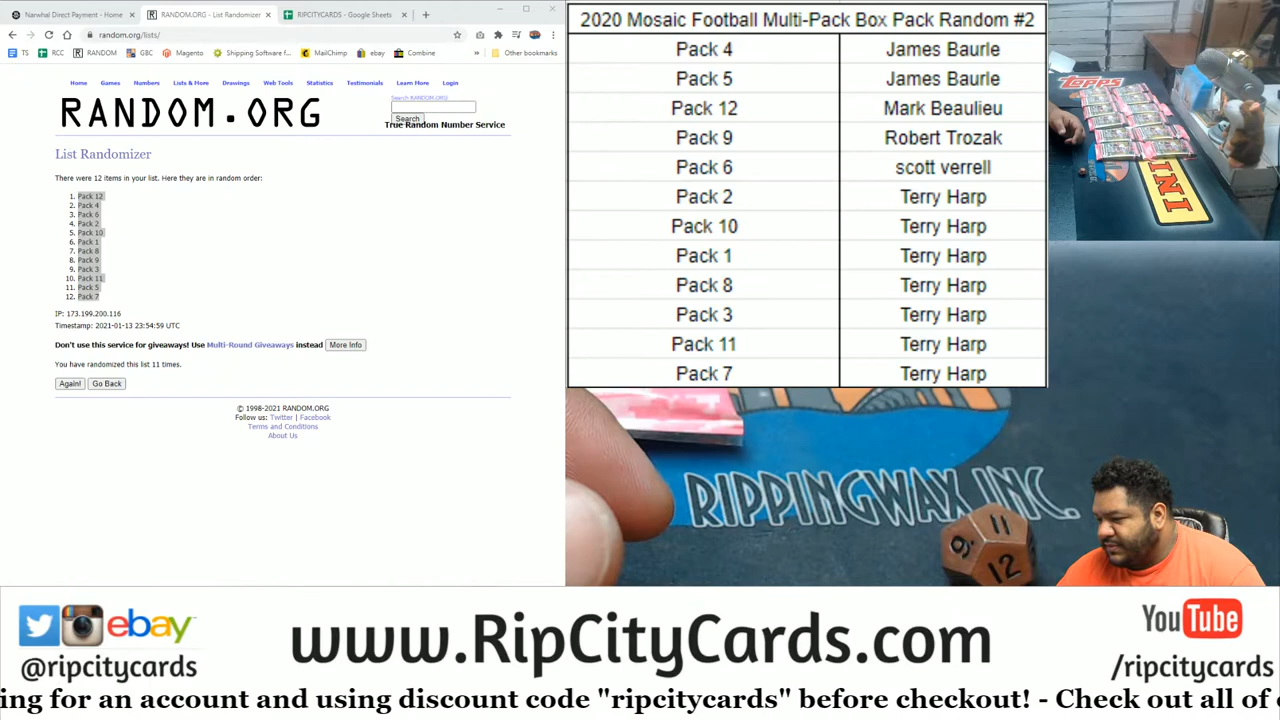 Narwhal Direct Payment - Home
RANDOM.ORG - List Randomizer
RIPCITYCARDS - Google Sheets
random.org/lists/
TS
RCC
RANDOM
GBC
Magento
Shipping Software fo
MailChimp
ebay
Combine
Other bookmarks
Home
Games
Numbers
Lists & More
Drawings
Web Tools
Statistics
Testimonials
Learn More
Login
RANDOM.ORG
Search RANDOM.ORG
Search
True Random Number Service
List Randomizer
There were 12 items in your list. Here they are in random order:
1. Pack 12
2. Pack 4
3. Pack 6
4. Pack 2
5. Pack 10
6. Pack 1
7. Pack 8
8. Pack 9
9. Pack 3
10. Pack 11
11. Pack 5
12. Pack 7
IP: 173.199.200.116
Timestamp: 2021-01-13 23:54:59 UTC
Don't use this service for giveaways! Use Multi-Round Giveaways instead More Info
You have randomized this list 11 times.
Again! Go Back
© 1998-2021 RANDOM.ORG
Follow us: Twitter | Facebook
Terms and Conditions
About Us
2020 Mosaic Football Multi-Pack Box Pack Random #2
Pack 4 James Baurle
Pack 5 James Baurle
Pack 12 Mark Beaulieu
Pack 9 Robert Trozak
Pack 6 scott verrell
Pack 2 Terry Harp
Pack 10 Terry Harp
Pack 1 Terry Harp
Pack 8 Terry Harp
Pack 3 Terry Harp
Pack 11 Terry Harp
Pack 7 Terry Harp
TOPPS
INI
RIPPINGWAX INC.
11
9.
12
ebay
@ripcitycards
www.RipCityCards.com
YouTube
/ripcitycards
ing for an account and using discount code "ripcitycards" before checkout! - Check out all of